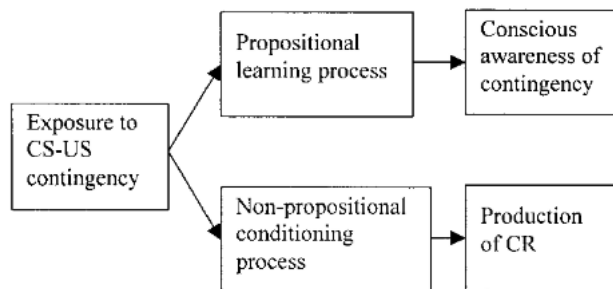 Exposure to
CS-US
contingency
Propositional
learning process
Conscious
awareness of
contingency
Non-propositional
conditioning
process
Production
of CR